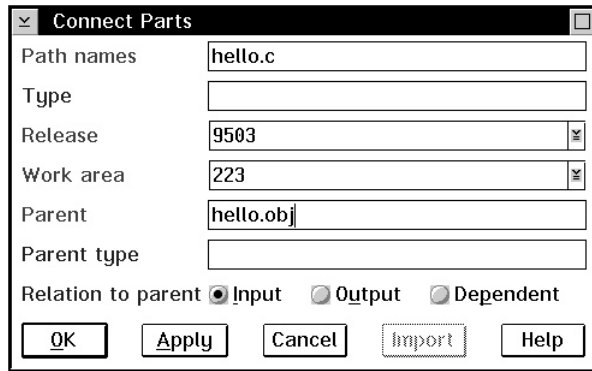 Connect Parts
Path names hello.c
Type
Release 9503
Work area 223
Parent hello.obj
Parent type
Relation to parent Input Output Dependent
OK Apply Cancel Import Help